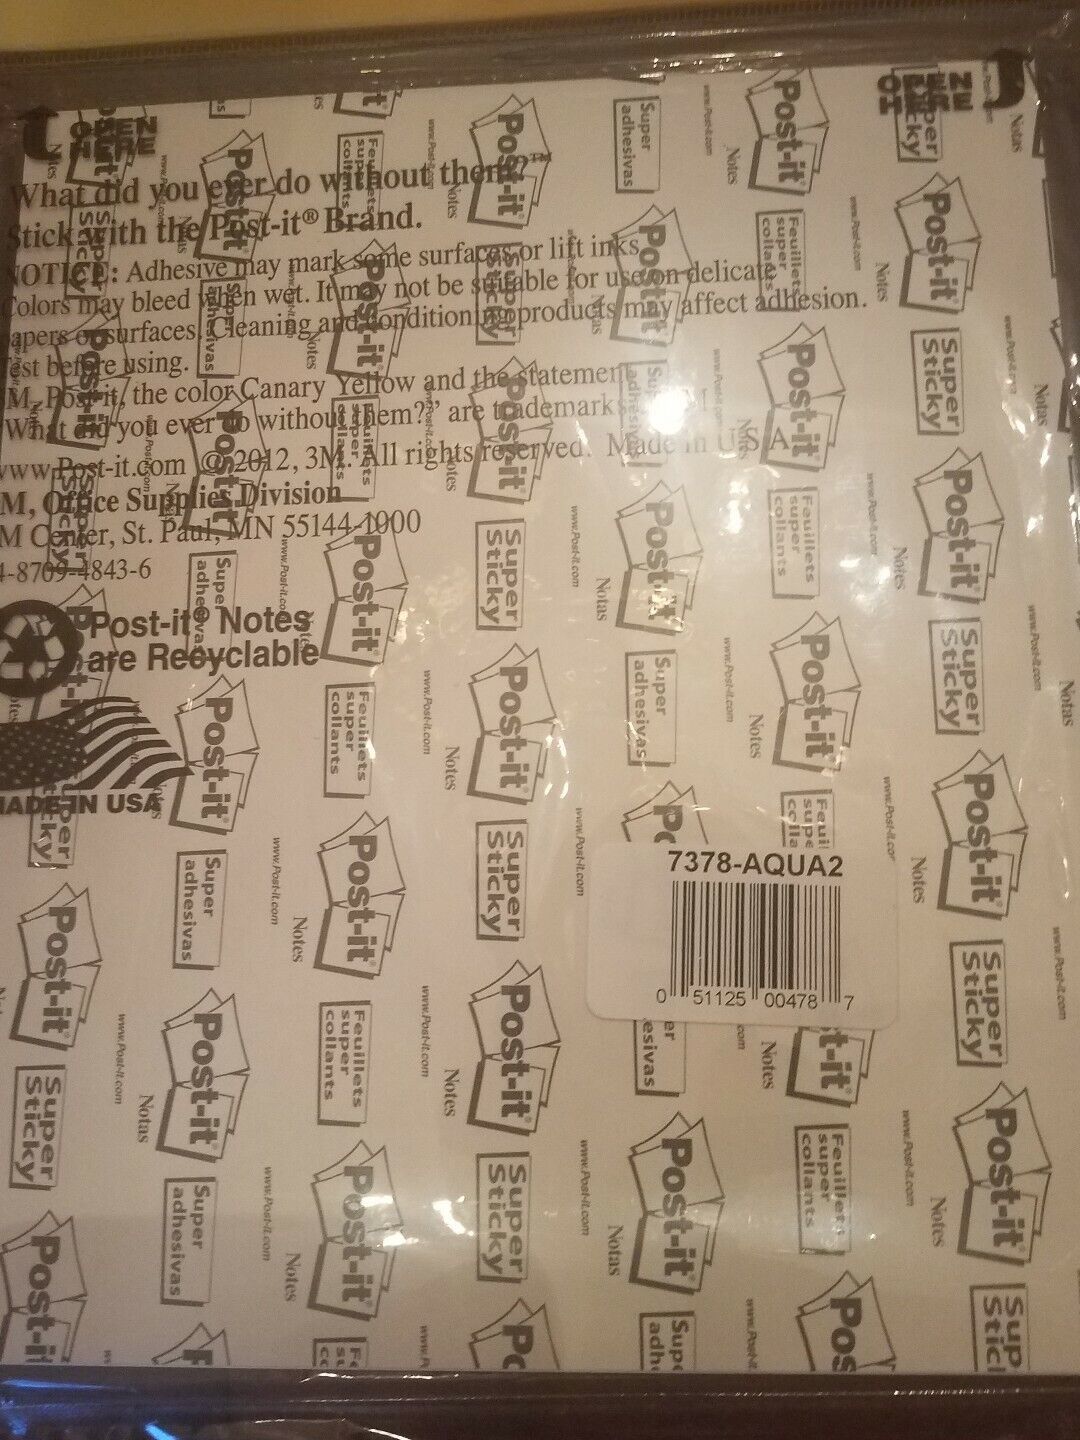 OPEN
HERE
What did you ever do without them?™
Stick with the Post-it® Brand.
NOTICE: Adhesive may mark some surfaces or lift inks.
Colors may bleed when wet. It may not be suitable for use on delicate
papers or surfaces. Cleaning and conditioning products may affect adhesion.
Test before using.
3M, Post-it, the color Canary Yellow and the statement
"What did you ever do without them?" are trademarks
www.Post-it.com © 2012, 3M. All rights reserved. Made in U S A
3M, Office Supplies Division
3M Center, St. Paul, MN 55144-1000
4-8709-4843-6
Post-it® Notes
are Recyclable
MADE IN USA
7378-AQUA2
0 51125 00478 7
Post-it®
Super
Sticky
Notes
www.Post-it.com
Feuillets
super
collants
Super
adhesivas
Notas